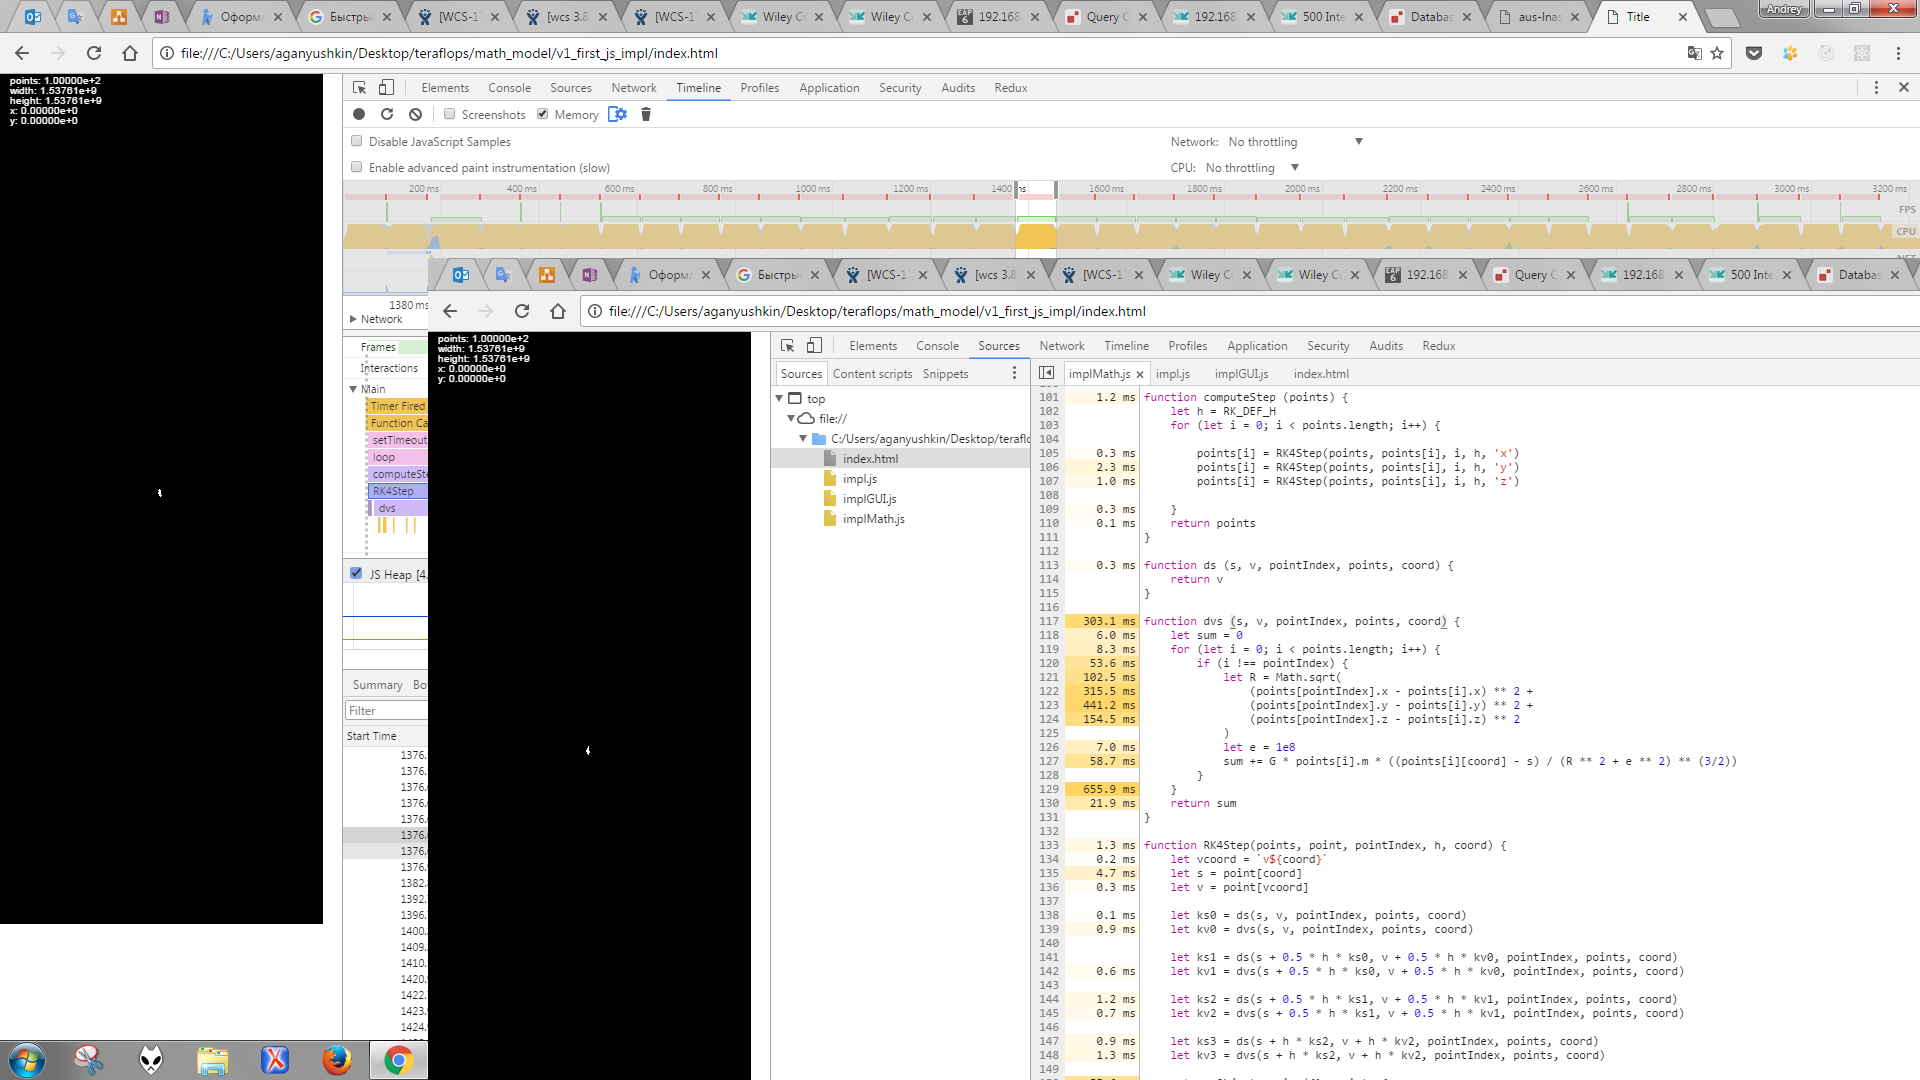 Оформл
Быстры
[WCS-1
[wcs 3.8
[WCS-1
Wiley C
Wiley C
192.168
Query C
192.168
500 Inte
Databas
aus-lnas
Title
Andrey
file:///C:/Users/aganyushkin/Desktop/teraflops/math_model/v1_first_js_impl/index.html
points: 1.00000e+2
width: 1.53761e+9
height: 1.53761e+9
x: 0.00000e+0
y: 0.00000e+0
Elements Console Sources Network Timeline Profiles Application Security Audits Redux
Screenshots Memory
Disable JavaScript Samples
Network: No throttling
Enable advanced paint instrumentation (slow)
CPU: No throttling
200 ms 400 ms 600 ms 800 ms 1000 ms 1200 ms 1400 ms 1600 ms 1800 ms 2000 ms 2200 ms 2400 ms 2600 ms 2800 ms 3000 ms 3200 ms
FPS
CPU
1380 ms
Network
Frames
Interactions
Main
Timer Fired
Function Ca
setTimeout
loop
computeSte
RK4Step
dvs
JS Heap [4.
Summary Bo
Filter
Start Time
1376.
1376.
1376.
1376.
1376.
1376.
1376.
1376.
1382.
1392.
1396.
1400.
1409.
1410.
1420.
1422.
1423.
1424.
Оформл
Быстры
[WCS-1
[wcs 3.8
[WCS-1
Wiley C
Wiley C
192.168
Query C
192.168
500 Inte
Databas
file:///C:/Users/aganyushkin/Desktop/teraflops/math_model/v1_first_js_impl/index.html
points: 1.00000e+2
width: 1.53761e+9
height: 1.53761e+9
x: 0.00000e+0
y: 0.00000e+0
Elements Console Sources Network Timeline Profiles Application Security Audits Redux
Sources Content scripts Snippets
implMath.js impl.js implGUI.js index.html
top
file://
C:/Users/aganyushkin/Desktop/teraflo
index.html
impl.js
implGUI.js
implMath.js
101 1.2 ms function computeStep (points) {
102 let h = RK_DEF_H
103 for (let i = 0; i < points.length; i++) {
104
105 0.3 ms points[i] = RK4Step(points, points[i], i, h, 'x')
106 2.3 ms points[i] = RK4Step(points, points[i], i, h, 'y')
107 1.0 ms points[i] = RK4Step(points, points[i], i, h, 'z')
108
109 0.3 ms }
110 0.1 ms return points
111 }
112
113 0.3 ms function ds (s, v, pointIndex, points, coord) {
114 return v
115 }
116
117 303.1 ms function dvs (s, v, pointIndex, points, coord) {
118 6.0 ms let sum = 0
119 8.3 ms for (let i = 0; i < points.length; i++) {
120 53.6 ms if (i !== pointIndex) {
121 102.5 ms let R = Math.sqrt(
122 315.5 ms (points[pointIndex].x - points[i].x) ** 2 +
123 441.2 ms (points[pointIndex].y - points[i].y) ** 2 +
124 154.5 ms (points[pointIndex].z - points[i].z) ** 2
125 )
126 7.0 ms let e = 1e8
127 58.7 ms sum += G * points[i].m * ((points[i][coord] - s) / (R ** 2 + e ** 2) ** (3/2))
128 }
129 655.9 ms }
130 21.9 ms return sum
131 }
132
133 1.3 ms function RK4Step(points, point, pointIndex, h, coord) {
134 0.2 ms let vcoord = `v${coord}`
135 4.7 ms let s = point[coord]
136 0.3 ms let v = point[vcoord]
137
138 0.1 ms let ks0 = ds(s, v, pointIndex, points, coord)
139 0.9 ms let kv0 = dvs(s, v, pointIndex, points, coord)
140
141 let ks1 = ds(s + 0.5 * h * ks0, v + 0.5 * h * kv0, pointIndex, points, coord)
142 0.6 ms let kv1 = dvs(s + 0.5 * h * ks0, v + 0.5 * h * kv0, pointIndex, points, coord)
143
144 1.2 ms let ks2 = ds(s + 0.5 * h * ks1, v + 0.5 * h * kv1, pointIndex, points, coord)
145 0.7 ms let kv2 = dvs(s + 0.5 * h * ks1, v + 0.5 * h * kv1, pointIndex, points, coord)
146
147 0.9 ms let ks3 = ds(s + h * ks2, v + h * kv2, pointIndex, points, coord)
148 1.3 ms let kv3 = dvs(s + h * ks2, v + h * kv2, pointIndex, points, coord)
149